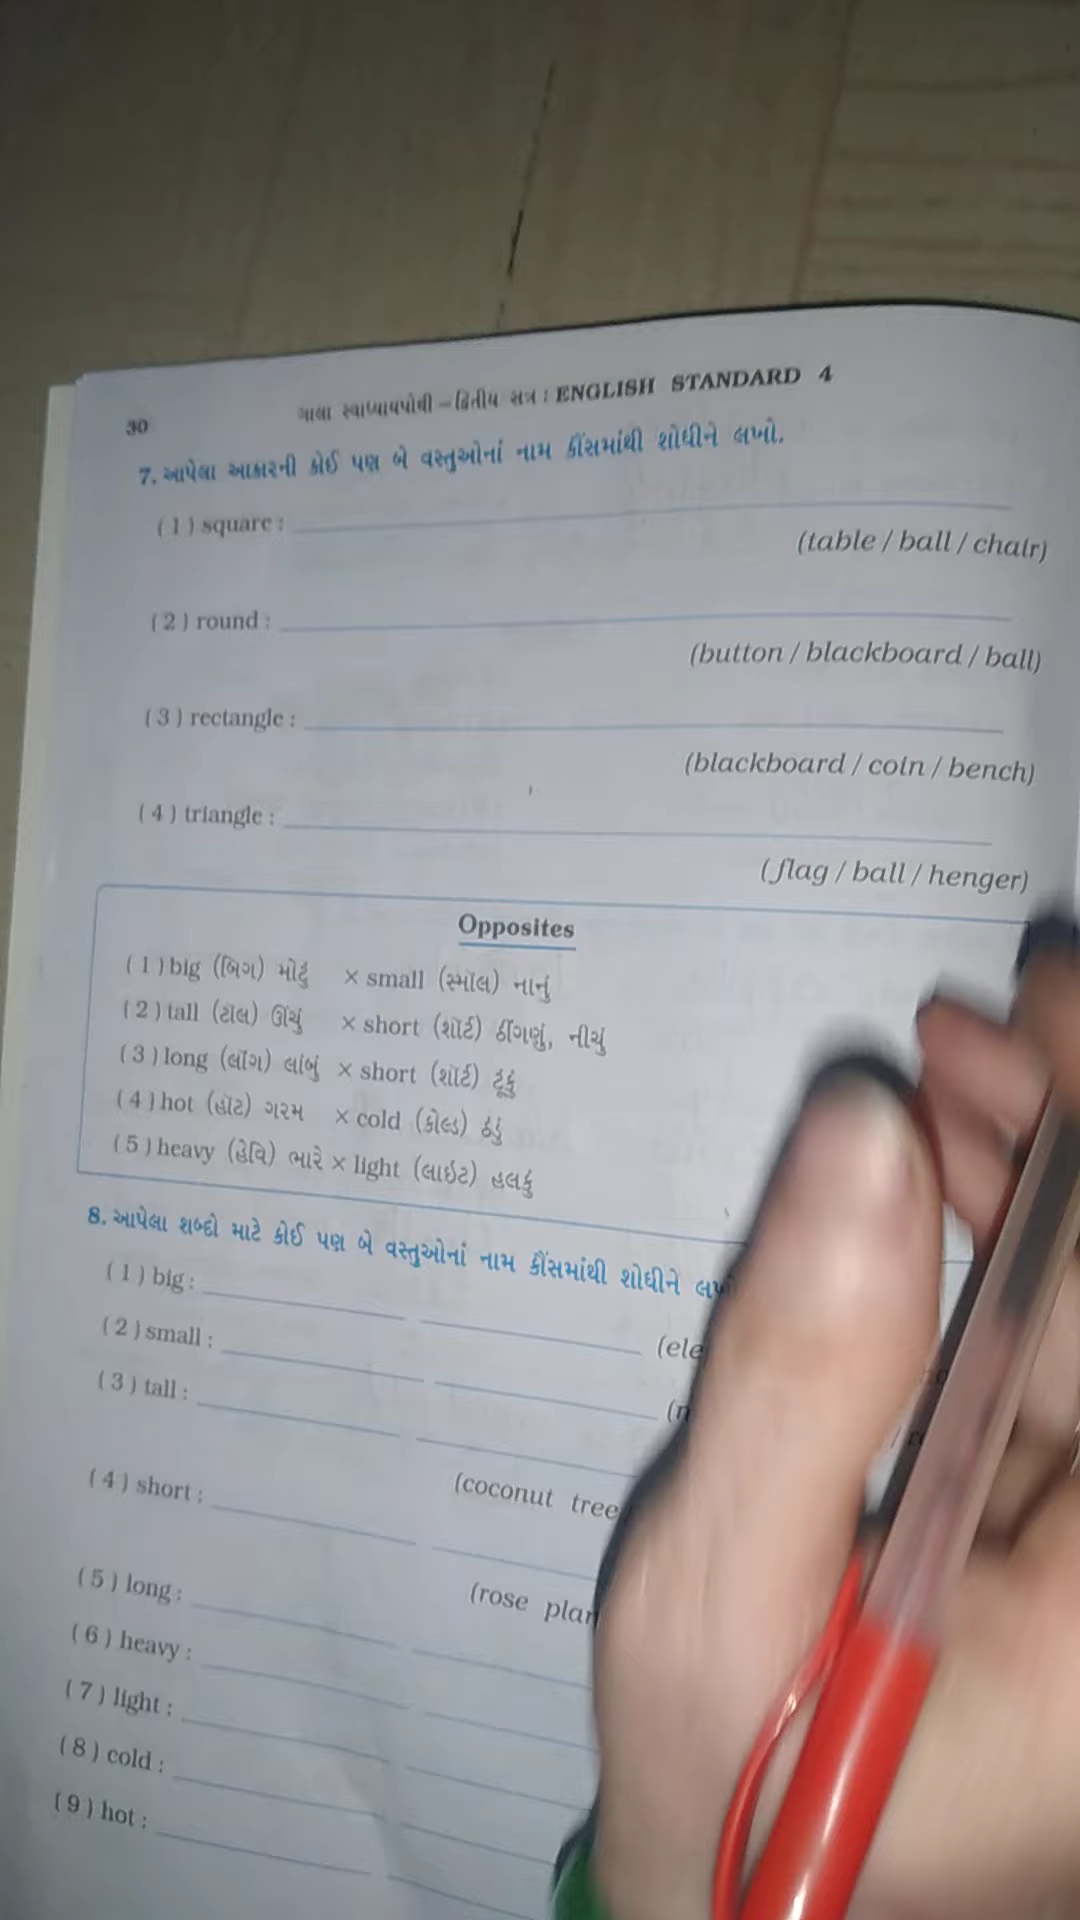 30 ગાલા સ્વાધ્યાયપોથી – દ્વિતીય સત્ર : ENGLISH STANDARD 4
7. આપેલા આકારની કોઈ પણ બે વસ્તુઓનાં નામ કૌંસમાંથી શોધીને લખો.
(1) square :
(table / ball / chair)
(2) round :
(button / blackboard / ball)
(3) rectangle :
(blackboard / coin / bench)
(4) triangle :
(flag / ball / henger)
Opposites
(1) big (બિગ) મોટું × small (સ્મૉલ) નાનું
(2) tall (ટૉલ) ઊંચું × short (શૉર્ટ) ઠીંગણું, નીચું
(3) long (લૉંગ) લાંબું × short (શૉર્ટ) ટૂંકું
(4) hot (હૉટ) ગરમ × cold (કોલ્ડ) ઠંડું
(5) heavy (હેવિ) ભારે × light (લાઇટ) હલકું
8. આપેલા શબ્દો માટે કોઈ પણ બે વસ્તુઓનાં નામ કૌંસમાંથી શોધીને
(1) big :
(2) small :
(3) tall :
(coconut tree
(4) short :
(rose
(5) long :
(6) heavy :
(7) light :
(8) cold :
(9) hot :